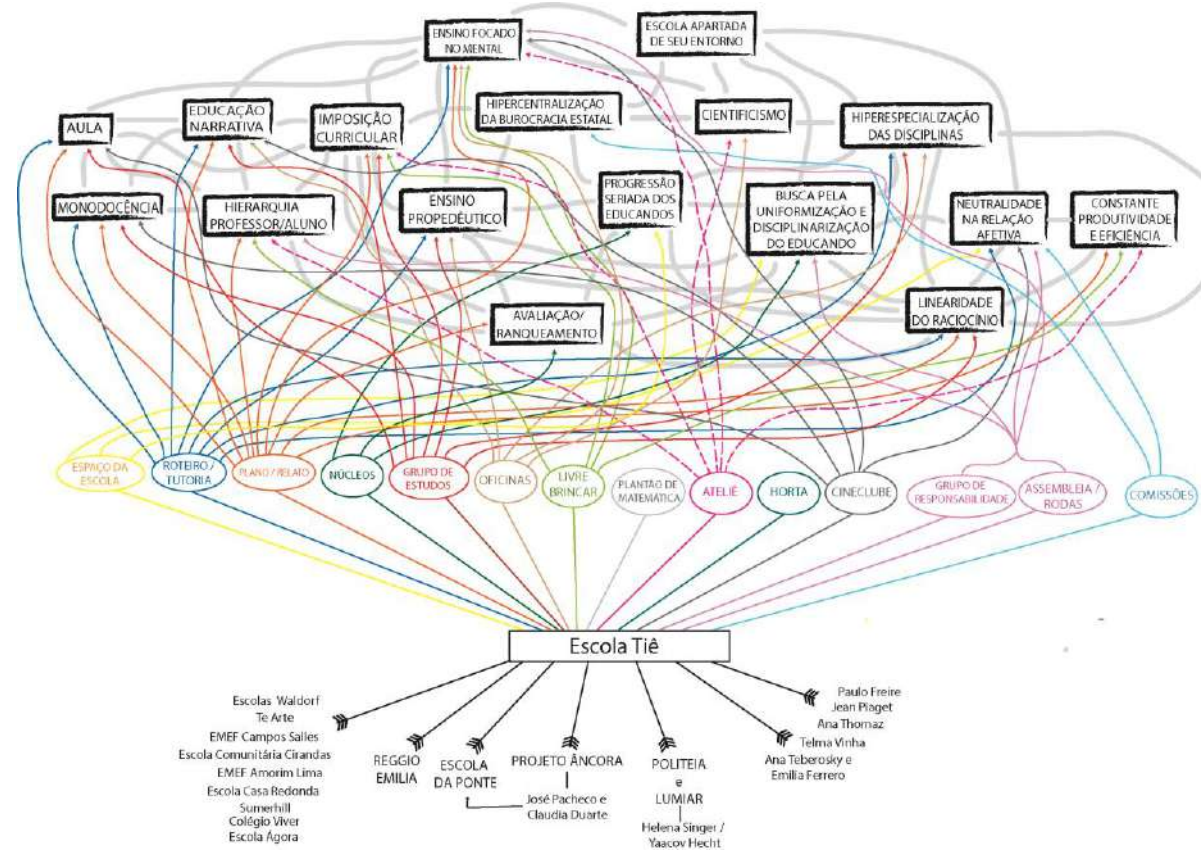 ENSINO FOCADO
NO MENTAL
ESCOLA APARTADA
DE SEU ENTORNO
AULA
EDUCAÇÃO
NARRATIVA
IMPOSIÇÃO
CURRICULAR
HIPERCENTRALIZAÇÃO
DA BUROCRACIA ESTATAL
CIENTIFICISMO
HIPERESPECIALIZAÇÃO
DAS DISCIPLINAS
MONODOCÊNCIA
HIERARQUIA
PROFESSOR/ALUNO
ENSINO
PROPEDÊUTICO
PROGRESSÃO
SERIADA DOS
EDUCANDOS
BUSCA PELA
UNIFORMIZAÇÃO E
DISCIPLINARIZAÇÃO
DO EDUCANDO
NEUTRALIDADE
NA RELAÇÃO
AFETIVA
CONSTANTE
PRODUTIVIDADE
E EFICIÊNCIA
AVALIAÇÃO/
RANQUEAMENTO
LINEARIDADE
DO RACIOCÍNIO
ESPAÇO DA
ESCOLA
ROTEIRO /
TUTORIA
PLANO / RELATO
NÚCLEOS
GRUPO DE
ESTUDOS
OFICINAS
LIVRE
BRINCAR
PLANTÃO DE
MATEMÁTICA
ATELIÊ
HORTA
CINECLUBE
GRUPO DE
RESPONSABILIDADE
ASSEMBLEIA /
RODAS
COMISSÕES
Escola Tiê
Escolas Waldorf
Te Arte
EMEF Campos Salles
Escola Comunitária Cirandas
EMEF Amorim Lima
Escola Casa Redonda
Sumerhill
Colégio Viver
Escola Ágora
REGGIO
EMILIA
ESCOLA
DA PONTE
PROJETO ÂNCORA
José Pacheco e
Claudia Duarte
POLITEIA
e
LUMIAR
Helena Singer /
Yaacov Hecht
Paulo Freire
Jean Piaget
Ana Thomaz
Telma Vinha
Ana Teberosky e
Emilia Ferrero